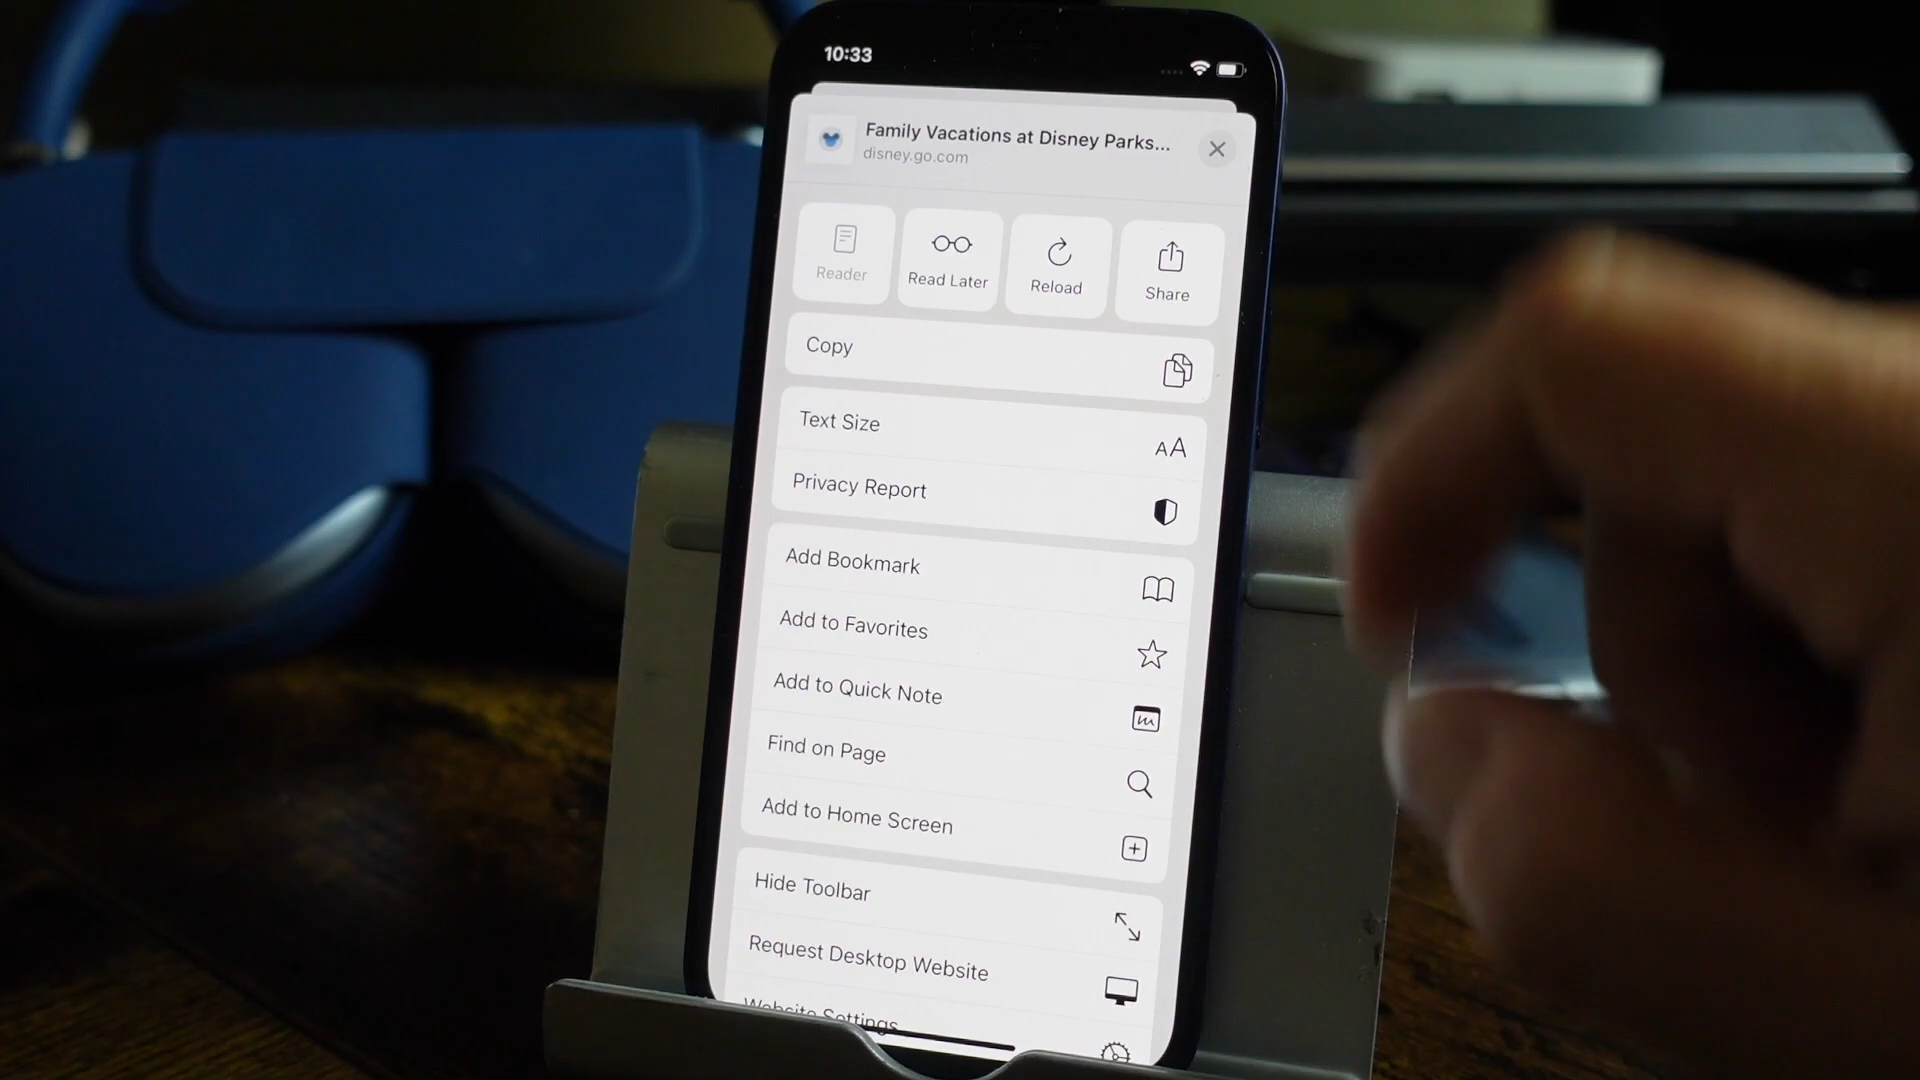 10:33
Family Vacations at Disney Parks...
disney.go.com
Reader
Read Later
Reload
Share
Copy
Text Size
AA
Privacy Report
Add Bookmark
Add to Favorites
Add to Quick Note
Find on Page
Add to Home Screen
Hide Toolbar
Request Desktop Website
Website Settings